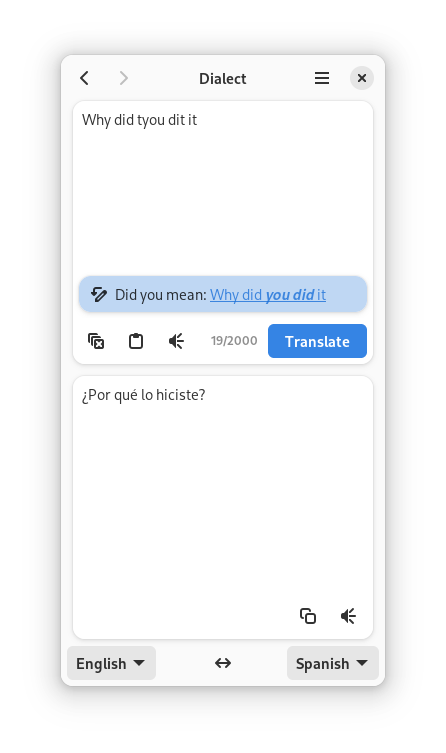 Dialect
Why did tyou dit it
Did you mean: Why did you did it
19/2000
Translate
¿Por qué lo hiciste?
English
Spanish